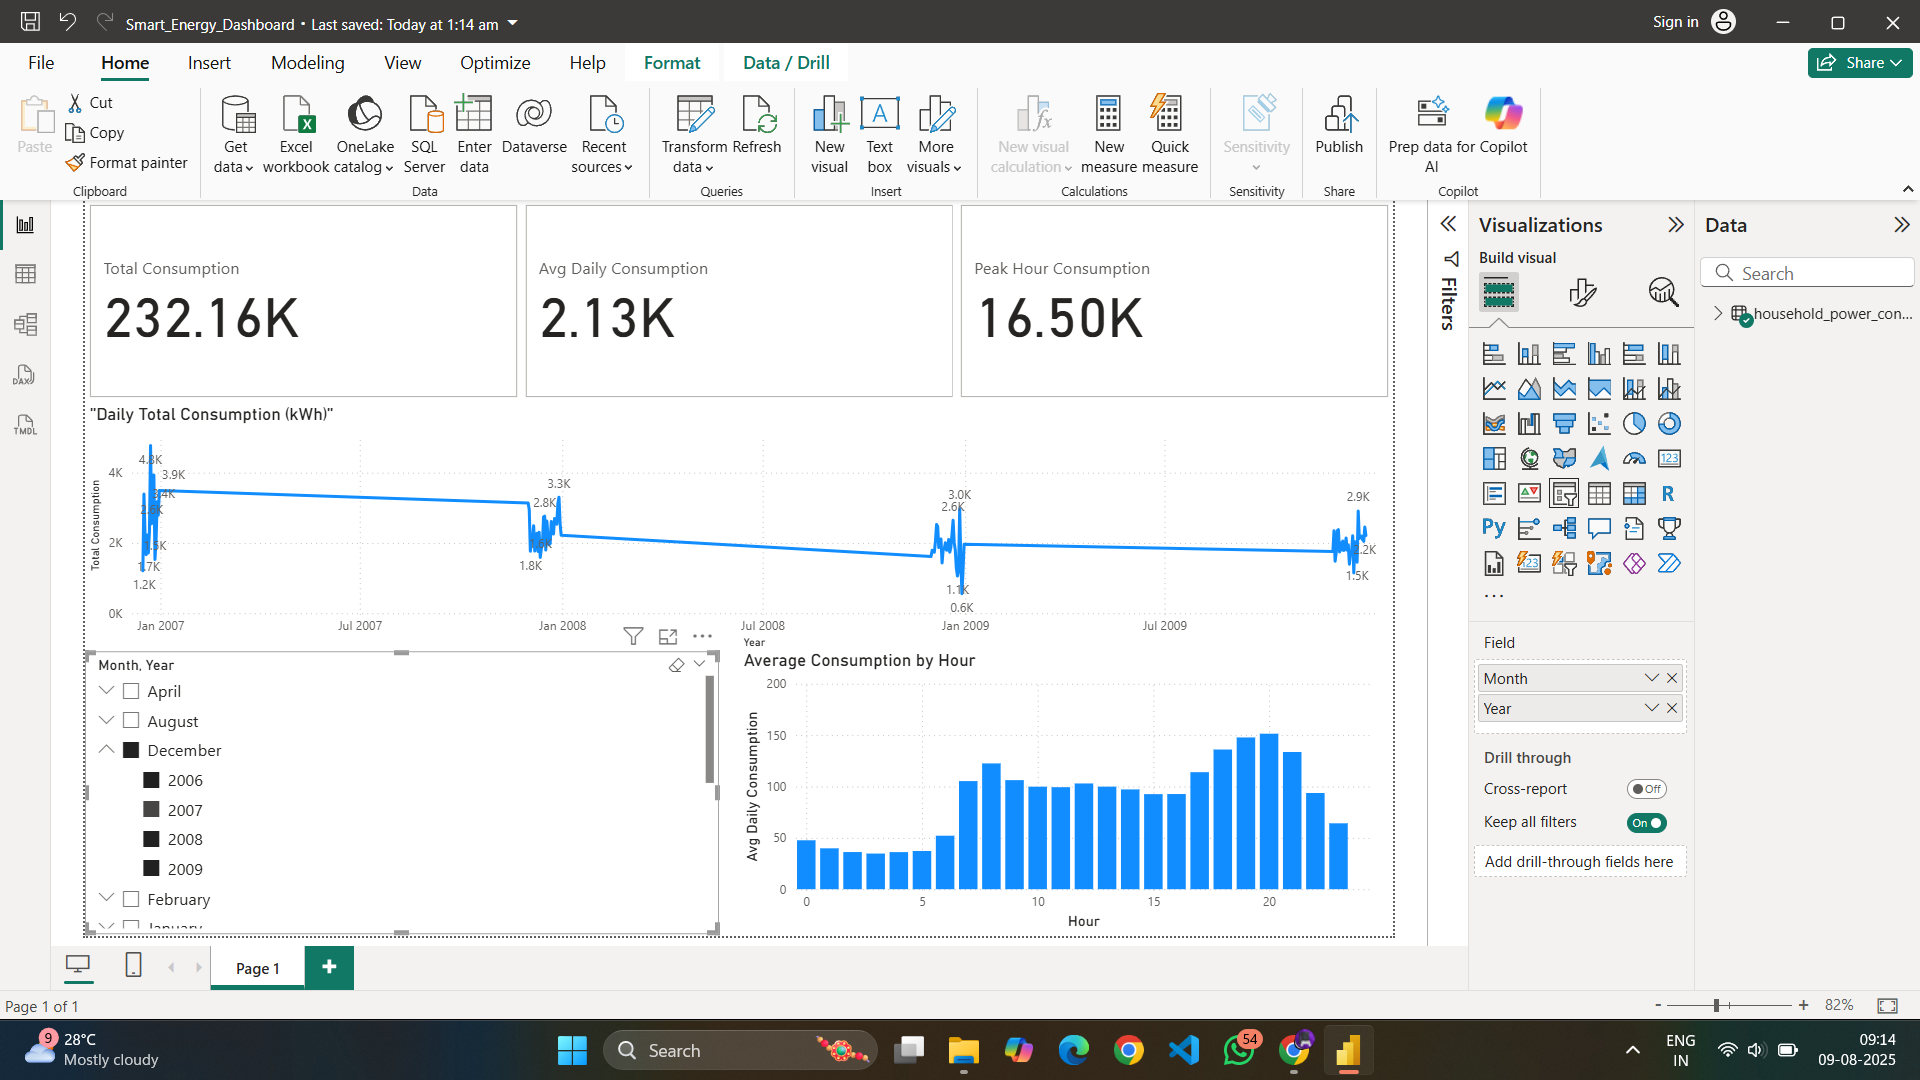 Smart_Energy_Dashboard • Last saved: Today at 1:14 am
Sign in
File
Home
Insert
Modeling
View
Optimize
Help
Format
Data / Drill
Share
Paste
Cut
Copy
Format painter
Clipboard
Get data
Excel workbook
OneLake catalog
SQL Server
Enter data
Dataverse
Recent sources
Data
Transform data
Refresh
Queries
New visual
Text box
More visuals
Insert
New visual calculation
New measure
Quick measure
Calculations
Sensitivity
Sensitivity
Publish
Share
Prep data for AI
Copilot
Copilot
DAX
TMDL
Total Consumption
232.16K
Avg Daily Consumption
2.13K
Peak Hour Consumption
16.50K
"Daily Total Consumption (kWh)"
Total Consumption
4K
2K
0K
4.8K
3.9K
3.4K
2.6K
1.5K
1.7K
1.2K
3.3K
2.8K
1.8K
3.0K
2.6K
1.1K
0.6K
2.9K
2.2K
1.5K
Jan 2007
Jul 2007
Jan 2008
Jul 2008
Jan 2009
Jul 2009
Year
Month, Year
April
August
December
2006
2007
2008
2009
February
January
Average Consumption by Hour
Avg Daily Consumption
200
150
100
50
0
0
5
10
15
20
Hour
Filters
Visualizations
Build visual
123
R
Py
123
Field
Month
Year
Drill through
Cross-report
Off
Keep all filters
On
Add drill-through fields here
Data
Search
household_power_con...
Page 1
Page 1 of 1
- + 82%
9
28°C
Mostly cloudy
Search
54
ENG
IN
09:14
09-08-2025